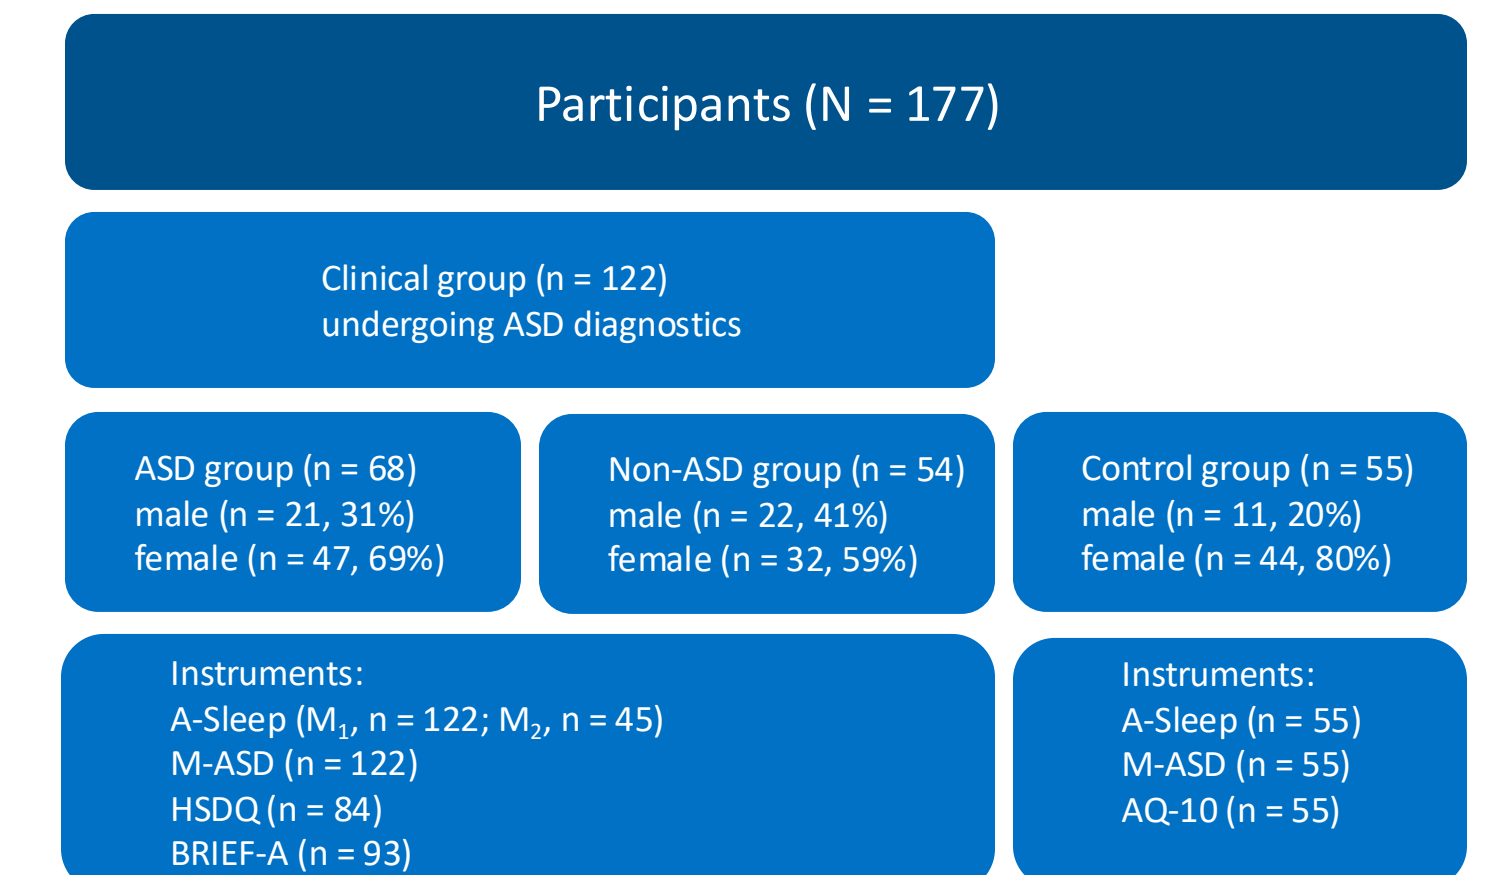 Participants (N = 177)
Clinical group (n = 122)
undergoing ASD diagnostics
ASD group (n = 68)
male (n = 21, 31%)
female (n = 47, 69%)
Non-ASD group (n = 54)
male (n = 22, 41%)
female (n = 32, 59%)
Control group (n = 55)
male (n = 11, 20%)
female (n = 44, 80%)
Instruments:
A-Sleep (M₁, n = 122; M₂, n = 45)
M-ASD (n = 122)
HSDQ (n = 84)
BRIEF-A (n = 93)
Instruments:
A-Sleep (n = 55)
M-ASD (n = 55)
AQ-10 (n = 55)